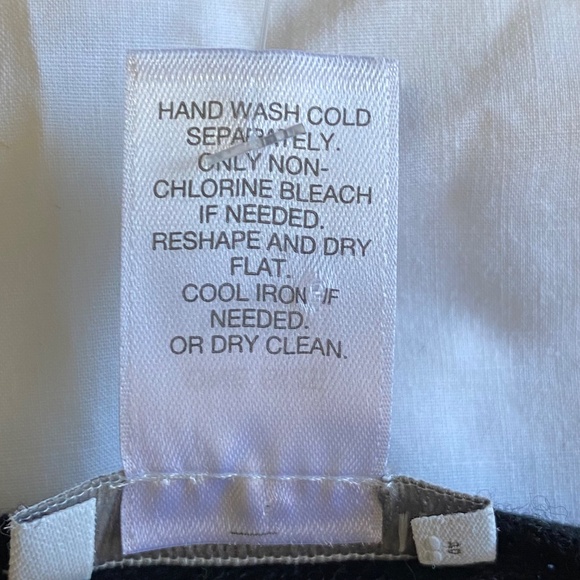 HAND WASH COLD
SEPARATELY.
ONLY NON-
CHLORINE BLEACH
IF NEEDED.
RESHAPE AND DRY
FLAT.
COOL IRON IF
NEEDED.
OR DRY CLEAN.